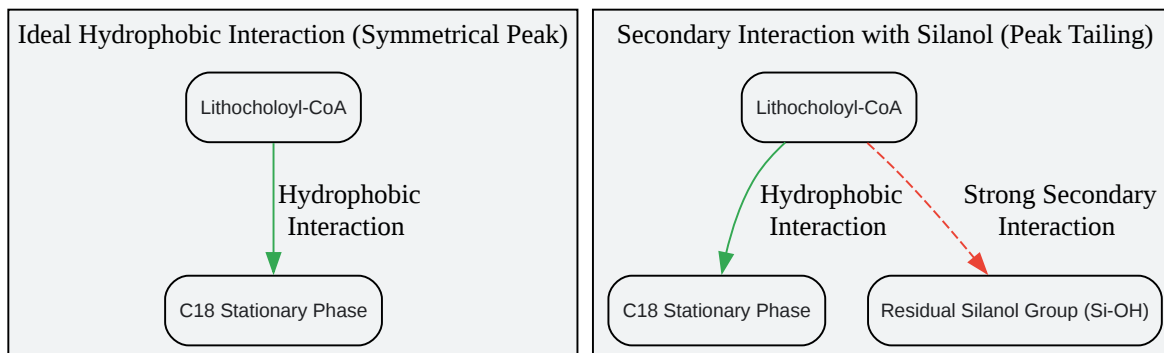 Ideal Hydrophobic Interaction (Symmetrical Peak)
Lithocholoyl-CoA
Hydrophobic
Interaction
C18 Stationary Phase
Secondary Interaction with Silanol (Peak Tailing)
Lithocholoyl-CoA
Hydrophobic
Interaction
Strong Secondary
Interaction
C18 Stationary Phase
Residual Silanol Group (Si-OH)